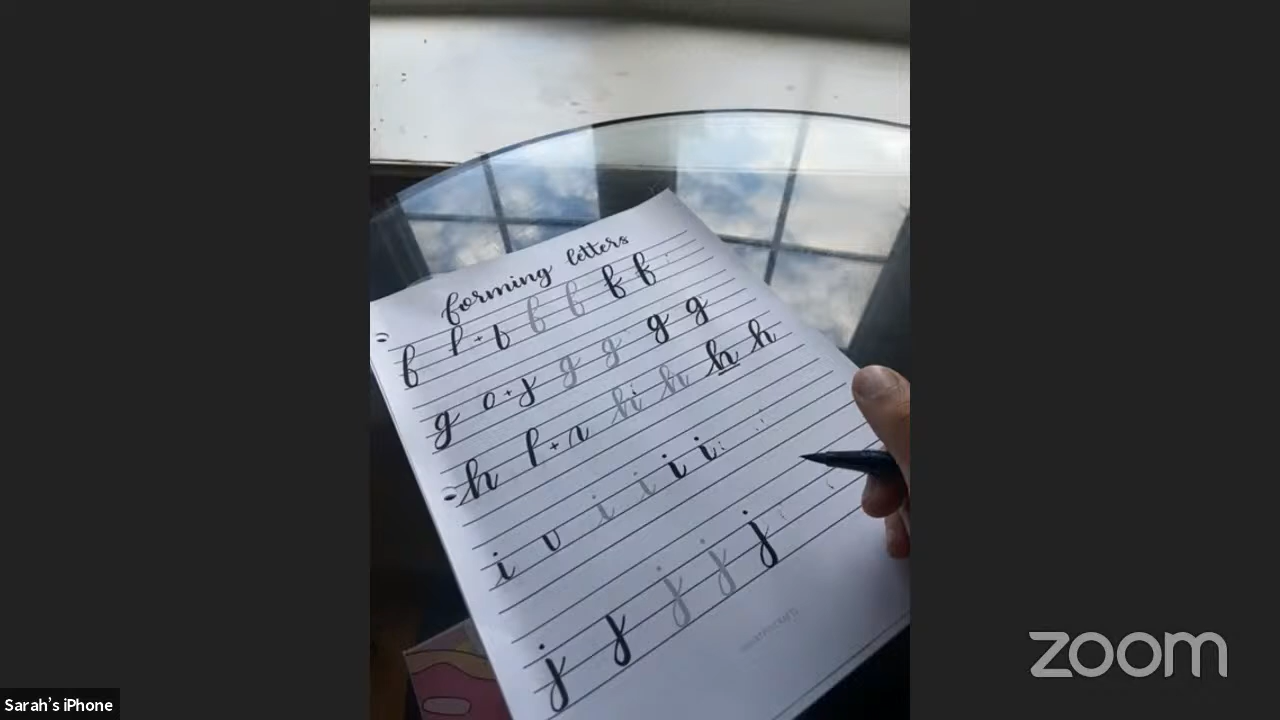 forming letters
f l + f f f f f
g o + j g g g g
h l + n h h h h
i u i i i i
j j j j j
Sarah's iPhone
zoom